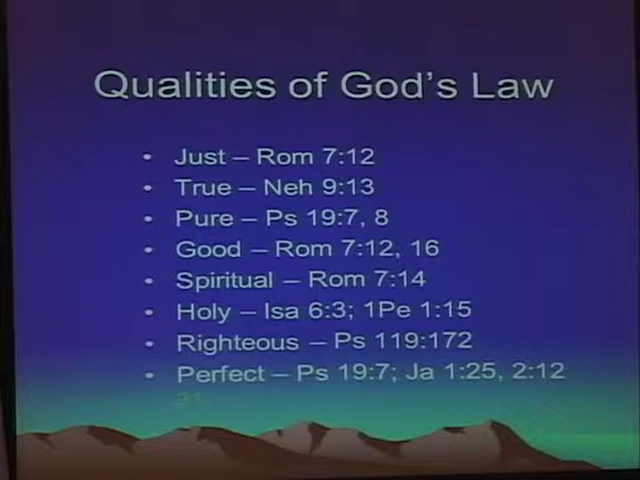 Qualities of God's Law
• Just – Rom 7:12
• True – Neh 9:13
• Pure – Ps 19:7, 8
• Good – Rom 7:12, 16
• Spiritual – Rom 7:14
• Holy – Isa 6:3; 1Pe 1:15
• Righteous – Ps 119:172
• Perfect – Ps 19:7; Ja 1:25, 2:12